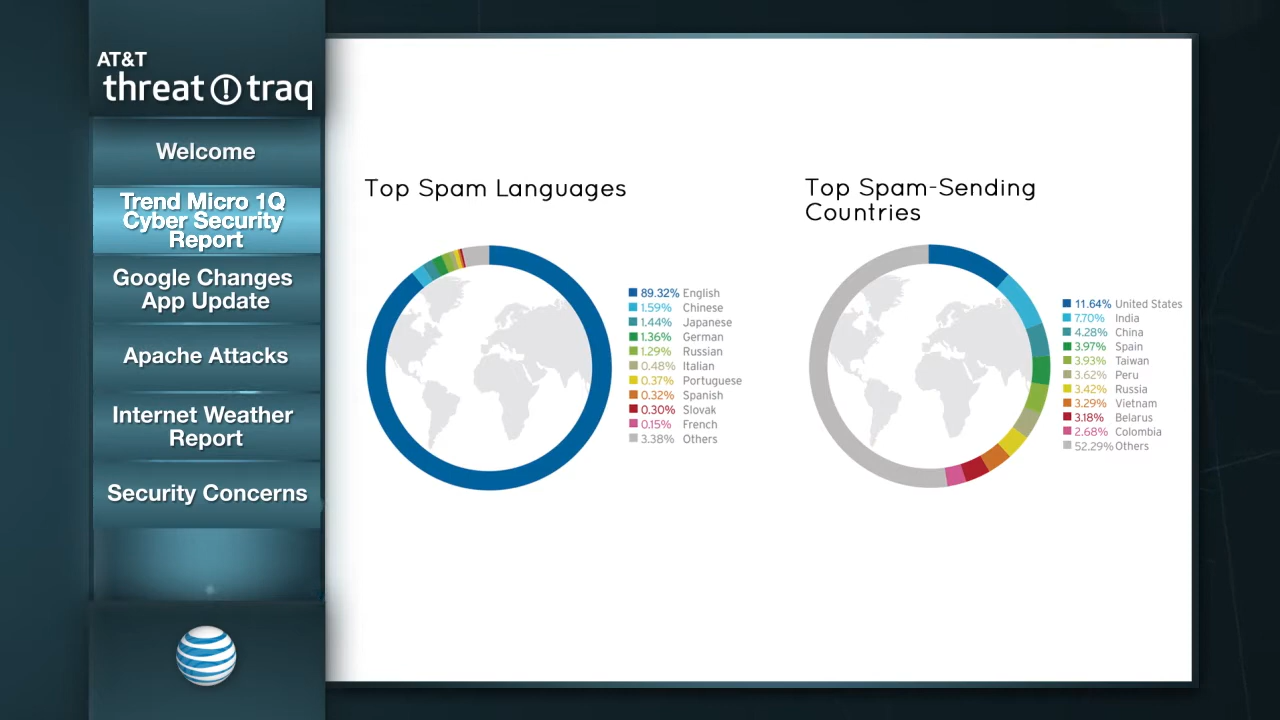 AT&T
threat traq
Welcome
Trend Micro 1Q
Cyber Security
Report
Google Changes
App Update
Apache Attacks
Internet Weather
Report
Security Concerns
Top Spam Languages
89.32% English
1.59% Chinese
1.44% Japanese
1.36% German
1.29% Russian
0.48% Italian
0.37% Portuguese
0.32% Spanish
0.30% Slovak
0.15% French
3.38% Others
Top Spam-Sending
Countries
11.64% United States
7.70% India
4.28% China
3.97% Spain
3.93% Taiwan
3.62% Peru
3.42% Russia
3.29% Vietnam
3.18% Belarus
2.68% Colombia
52.29% Others